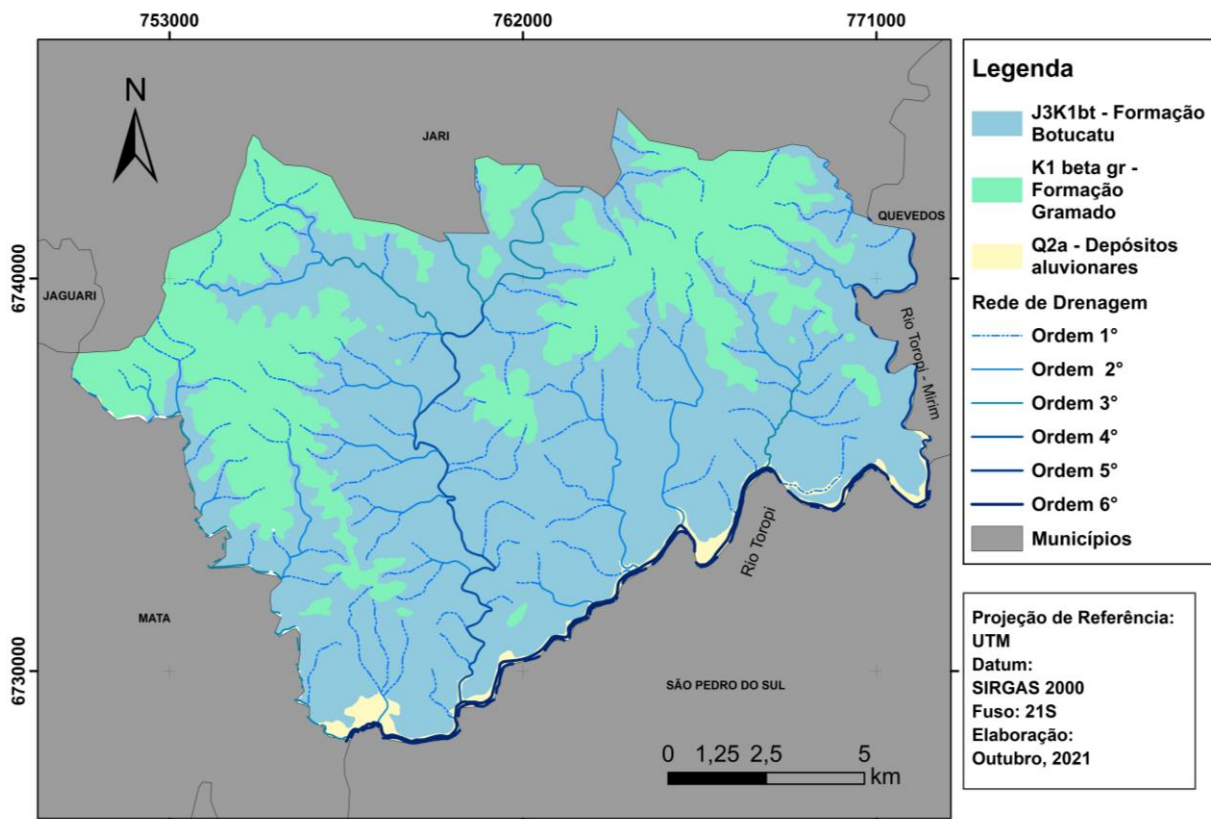 753000
762000
771000
6740000
6730000
N
JARI
QUEVEDOS
JAGUARI
MATA
SÃO PEDRO DO SUL
Rio Toropi - Mirim
Rio Toropi
0 1,25 2,5 5
km
Legenda
J3K1bt - Formação
Botucatu
K1 beta gr -
Formação
Gramado
Q2a - Depósitos
aluvionares
Rede de Drenagem
Ordem 1°
Ordem 2°
Ordem 3°
Ordem 4°
Ordem 5°
Ordem 6°
Municípios
Projeção de Referência:
UTM
Datum:
SIRGAS 2000
Fuso: 21S
Elaboração:
Outubro, 2021